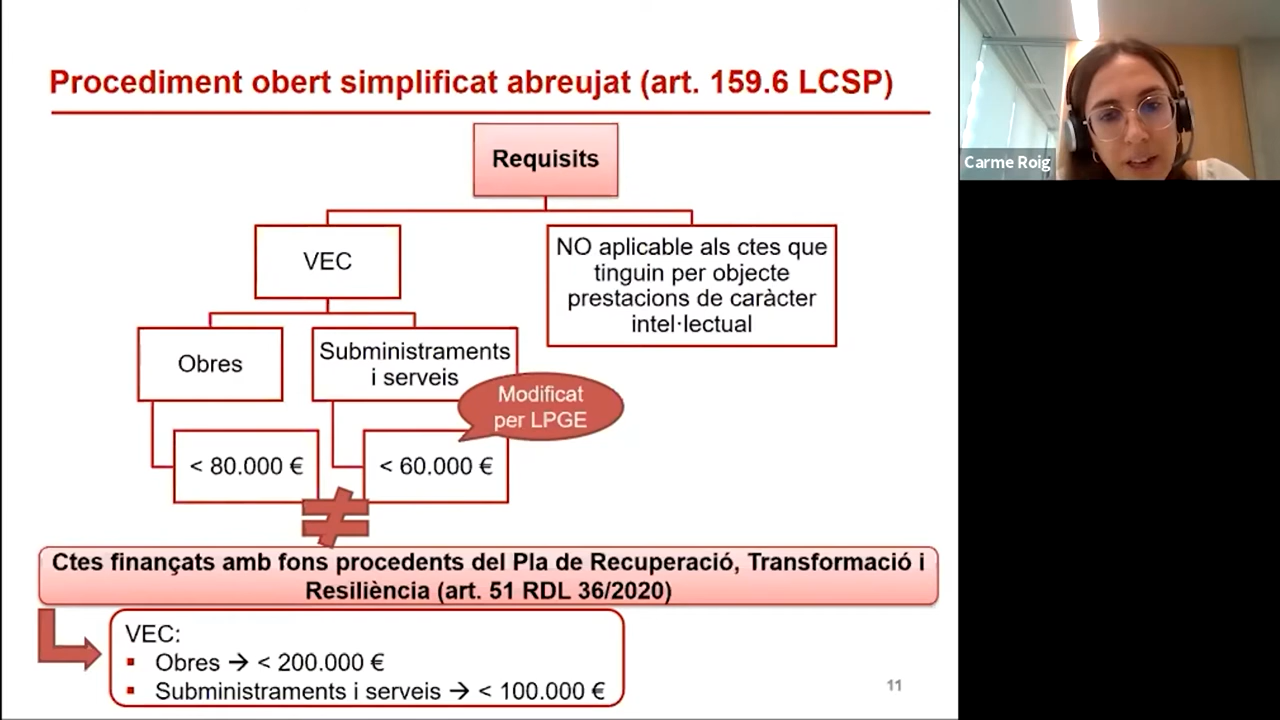 Procediment obert simplificat abreujat (art. 159.6 LCSP)
Requisits
VEC
NO aplicable als ctes que
tinguin per objecte
prestacions de caràcter
intel·lectual
Obres
Subministraments
i serveis
Modificat
per LPGE
< 80.000 €
< 60.000 €
≠
Ctes finançats amb fons procedents del Pla de Recuperació, Transformació i
Resiliència (art. 51 RDL 36/2020)
VEC:
▪ Obres → < 200.000 €
▪ Subministraments i serveis → < 100.000 €
11
Carme Roig